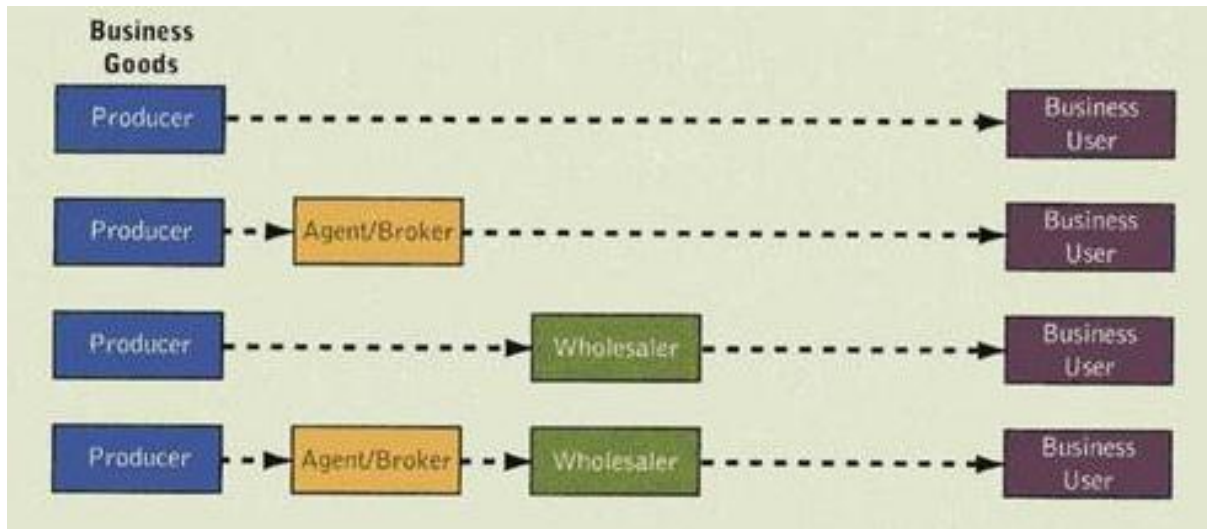 Business
Goods
Producer
Business
User
Producer
Agent/Broker
Business
User
Producer
Wholesaler
Business
User
Producer
Agent/Broker
Wholesaler
Business
User